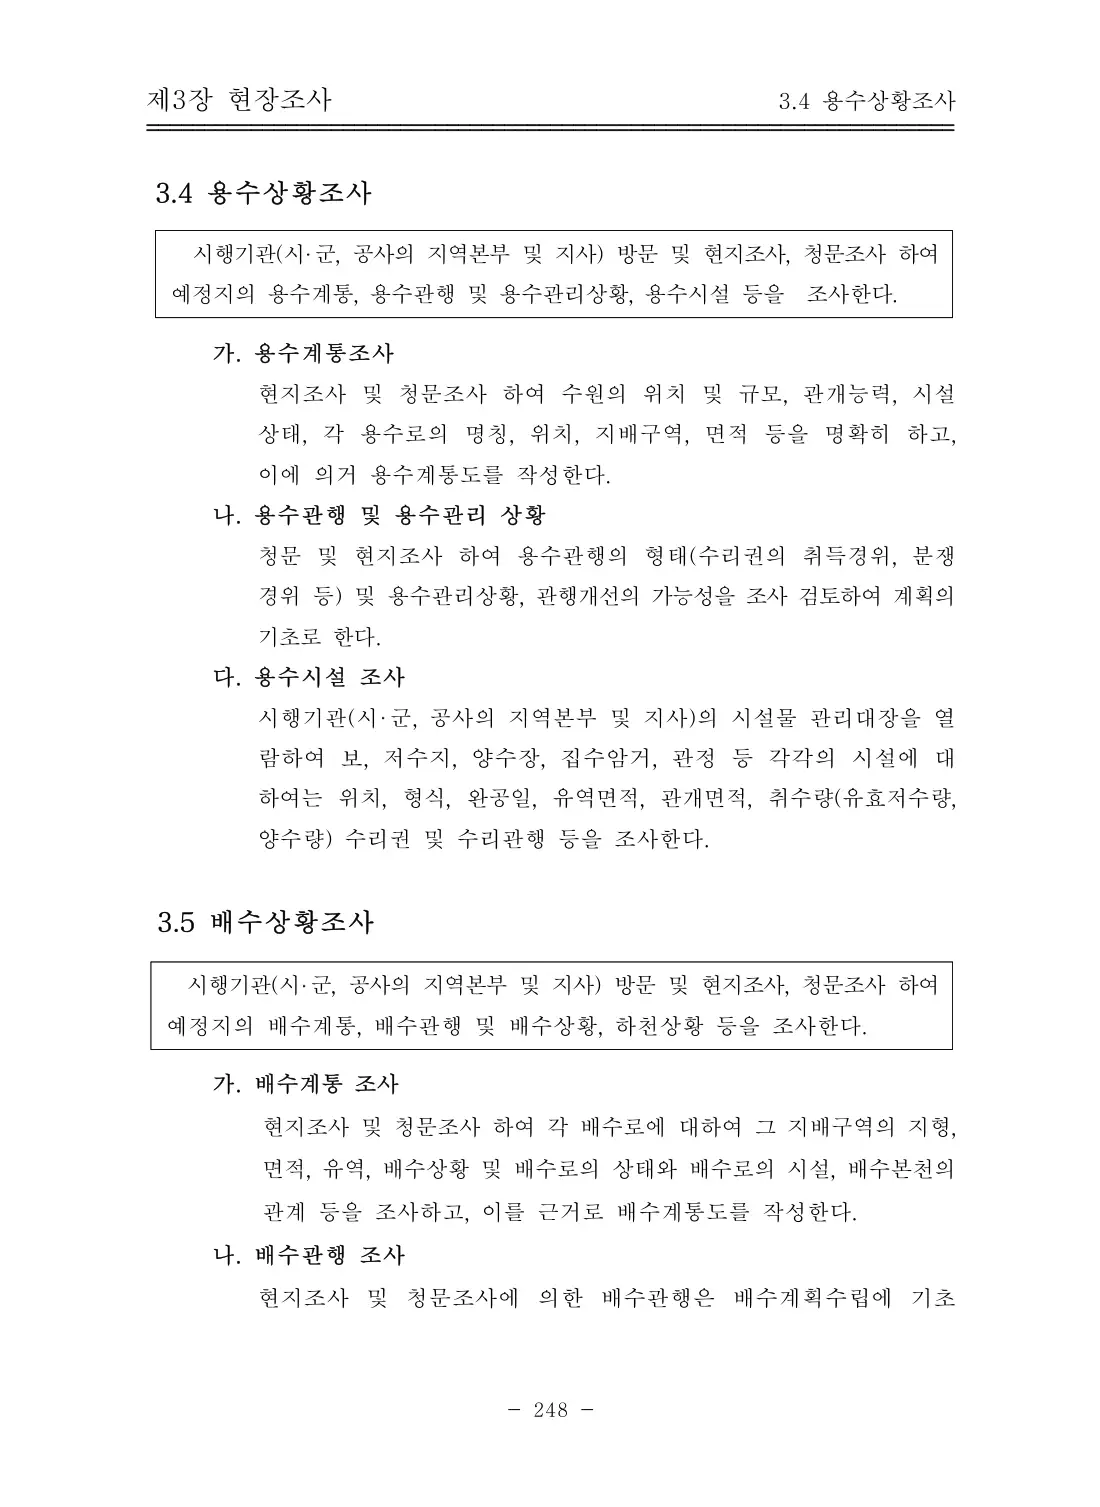 제3장 현장조사
3.4 용수상황조사
3.4 용수상황조사
시행기관(시·군, 공사의 지역본부 및 지사) 방문 및 현지조사, 청문조사 하여
예정지의 용수계통, 용수관행 및 용수관리상황, 용수시설 등을 조사한다.
가. 용수계통조사
현지조사 및 청문조사 하여 수원의 위치 및 규모, 관개능력, 시설
상태, 각 용수로의 명칭, 위치, 지배구역, 면적 등을 명확히 하고,
이에 의거 용수계통도를 작성한다.
나. 용수관행 및 용수관리 상황
청문 및 현지조사 하여 용수관행의 형태(수리권의 취득경위, 분쟁
경위 등) 및 용수관리상황, 관행개선의 가능성을 조사 검토하여 계획의
기초로 한다.
다. 용수시설 조사
시행기관(시·군, 공사의 지역본부 및 지사)의 시설물 관리대장을 열
람하여 보, 저수지, 양수장, 집수암거, 관정 등 각각의 시설에 대
하여는 위치, 형식, 완공일, 유역면적, 관개면적, 취수량(유효저수량,
양수량) 수리권 및 수리관행 등을 조사한다.
3.5 배수상황조사
시행기관(시·군, 공사의 지역본부 및 지사) 방문 및 현지조사, 청문조사 하여
예정지의 배수계통, 배수관행 및 배수상황, 하천상황 등을 조사한다.
가. 배수계통 조사
현지조사 및 청문조사 하여 각 배수로에 대하여 그 지배구역의 지형,
면적, 유역, 배수상황 및 배수로의 상태와 배수로의 시설, 배수본천의
관계 등을 조사하고, 이를 근거로 배수계통도를 작성한다.
나. 배수관행 조사
현지조사 및 청문조사에 의한 배수관행은 배수계획수립에 기초
- 248 -